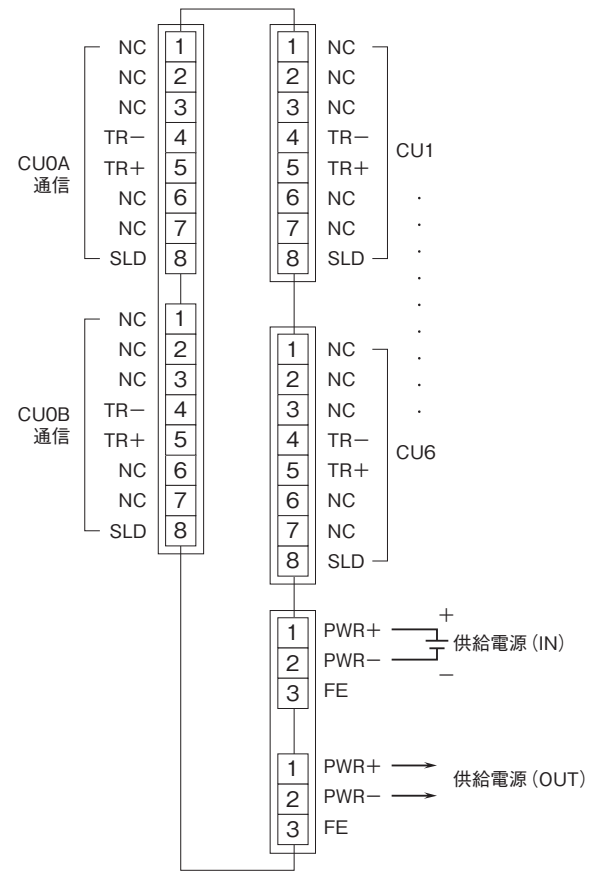 CU0A
通信
NC 1
NC 2
NC 3
TR− 4
TR+ 5
NC 6
NC 7
SLD 8
CU0B
通信
NC 1
NC 2
NC 3
TR− 4
TR+ 5
NC 6
NC 7
SLD 8
1 NC
2 NC
3 NC
4 TR−
5 TR+
6 NC
7 NC
8 SLD
CU1
1 NC
2 NC
3 NC
4 TR−
5 TR+
6 NC
7 NC
8 SLD
CU6
1 PWR+
2 PWR−
3 FE
+
供給電源（IN）
−
1 PWR+
2 PWR−
3 FE
供給電源（OUT）